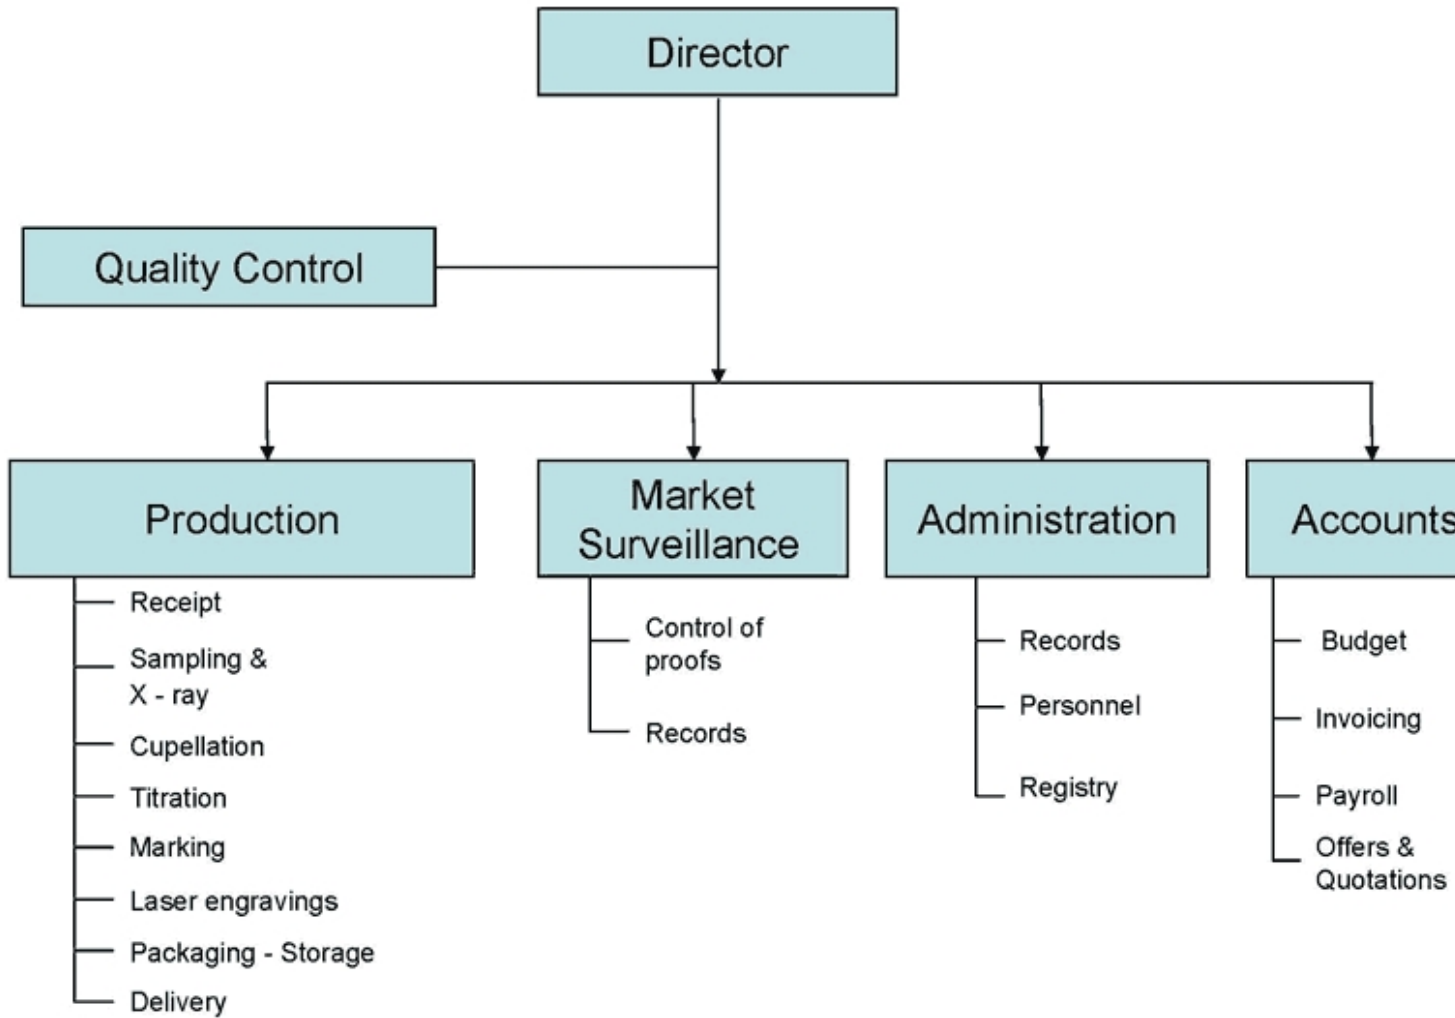 Director
Quality Control
Production
Receipt
Sampling &
X - ray
Cupellation
Titration
Marking
Laser engravings
Packaging - Storage
Delivery
Market
Surveillance
Control of
proofs
Records
Administration
Records
Personnel
Registry
Accounts
Budget
Invoicing
Payroll
Offers &
Quotations